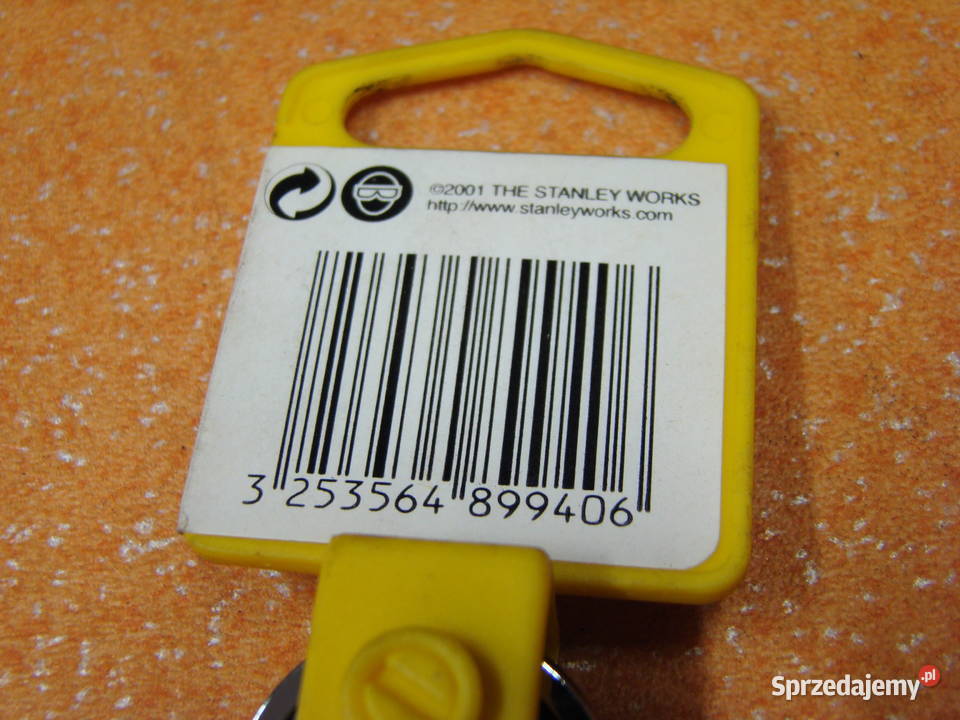 ©2001 THE STANLEY WORKS
http://www.stanleyworks.com
3 253564 899406
Sprzedajemy.pl